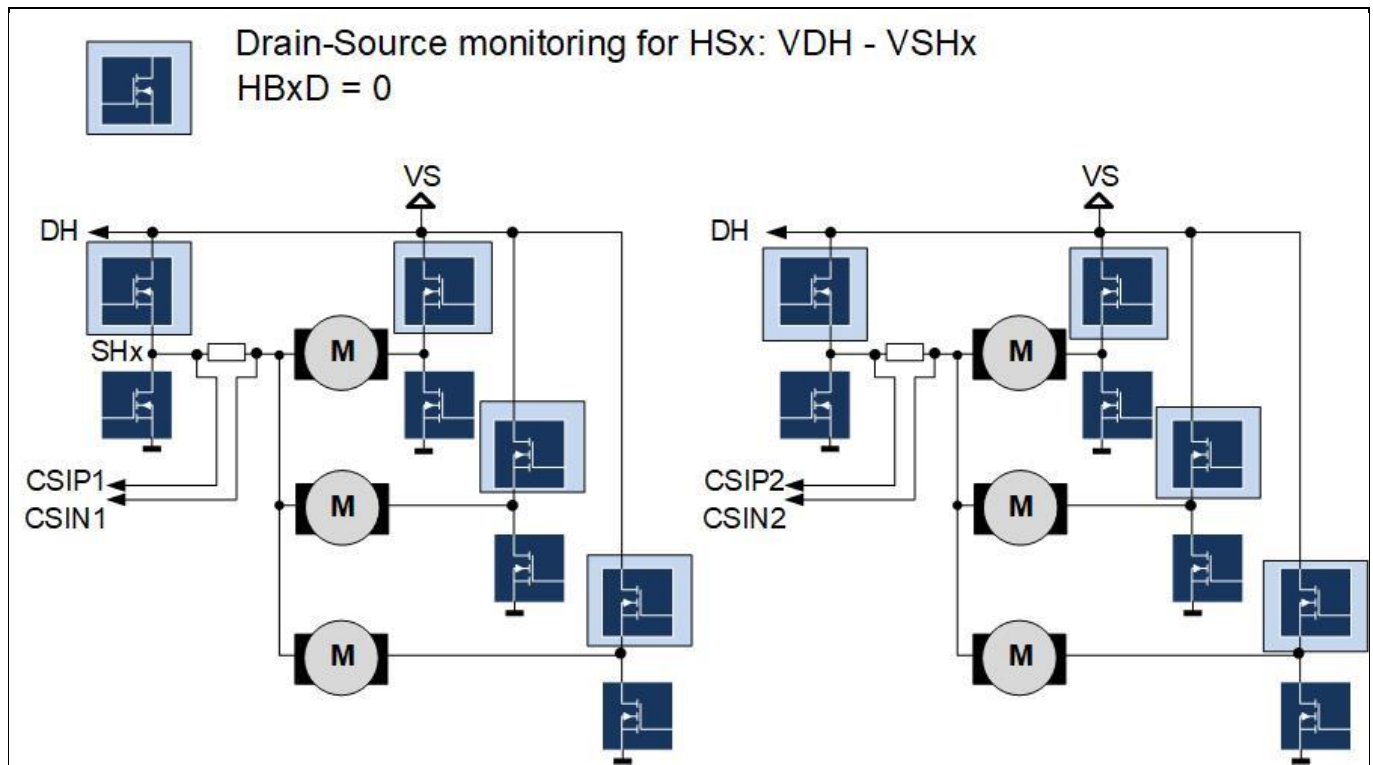 Drain-Source monitoring for HSx: VDH - VSHx
HBxD = 0
VS
VS
DH
DH
SHx
M
M
CSIP1
CSIN1
CSIP2
CSIN2
M
M
M
M